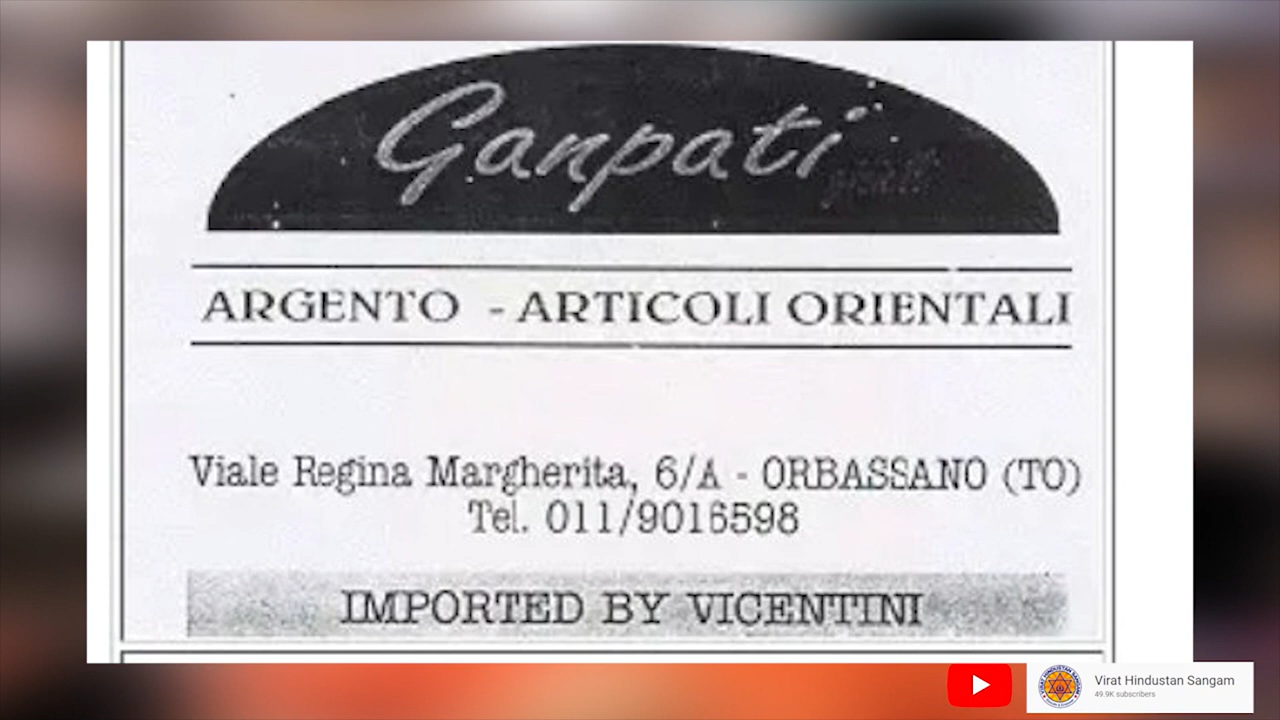 Ganpati
ARGENTO - ARTICOLI ORIENTALI
Viale Regina Margherita, 6/A - ORBASSANO (TO)
Tel. 011/9016598
IMPORTED BY VICENTINI
Virat Hindustan Sangam
49.9K subscribers